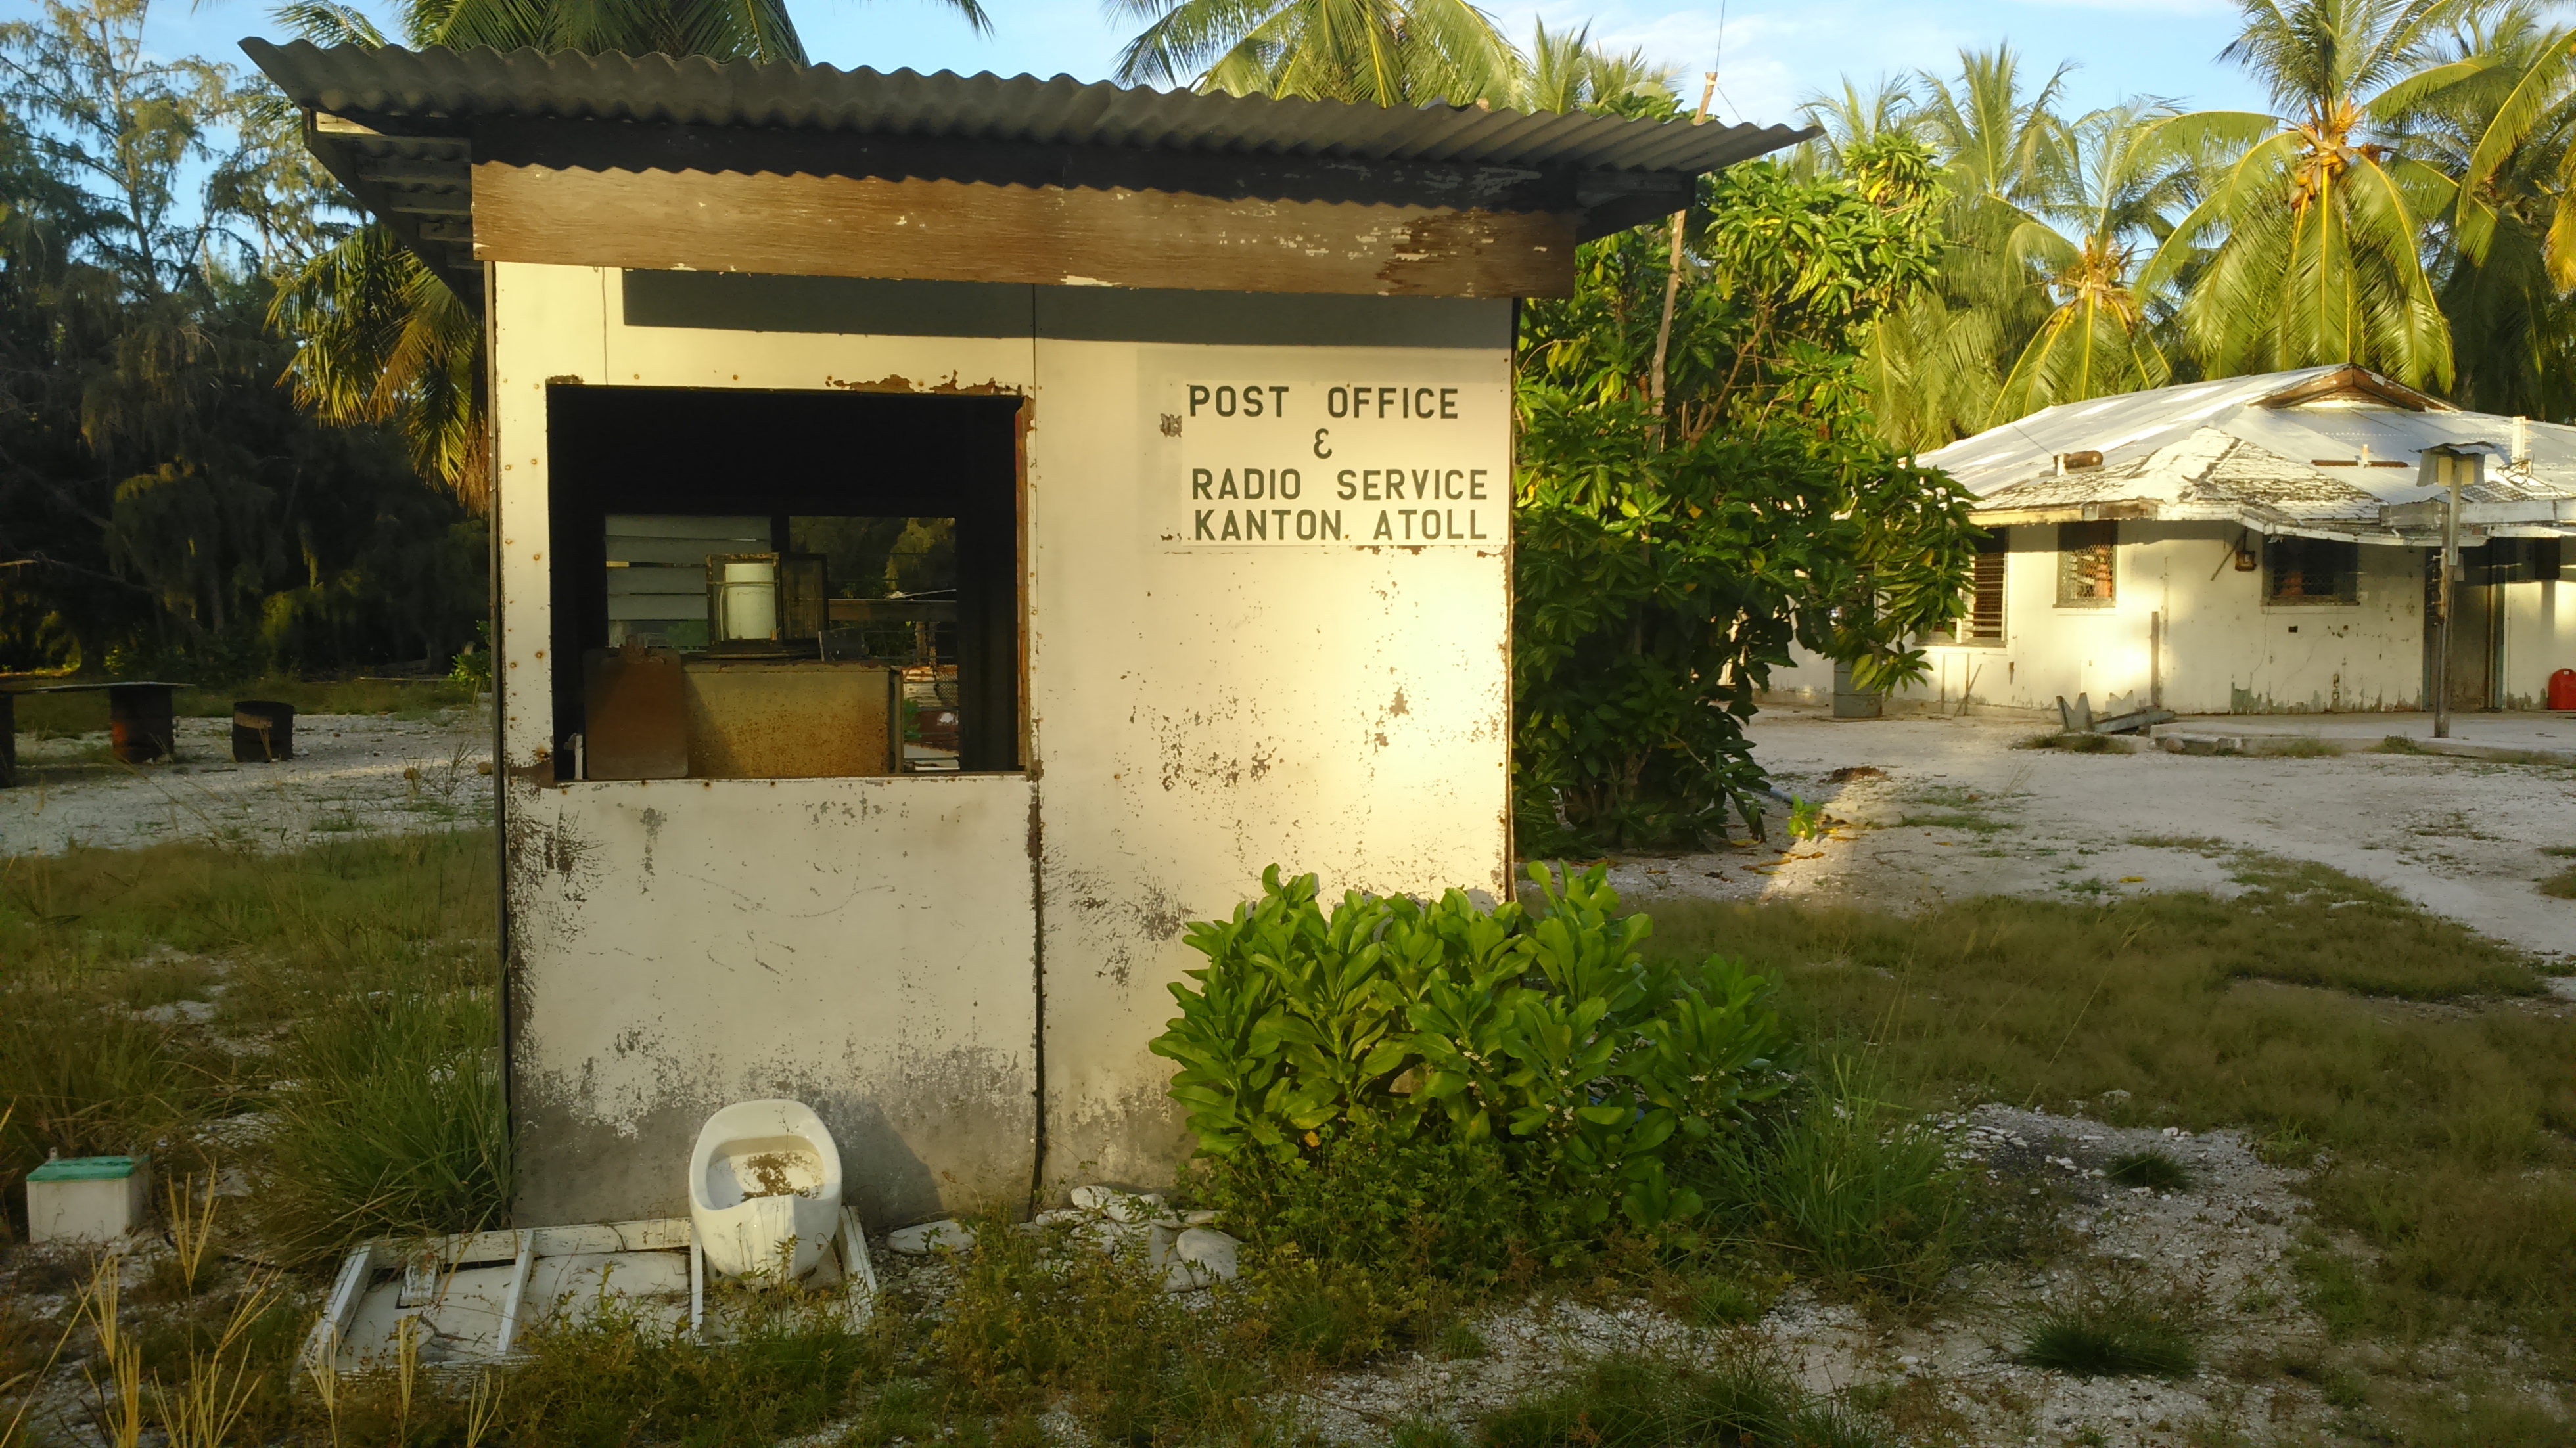 POST OFFICE
&
RADIO SERVICE
KANTON ATOLL